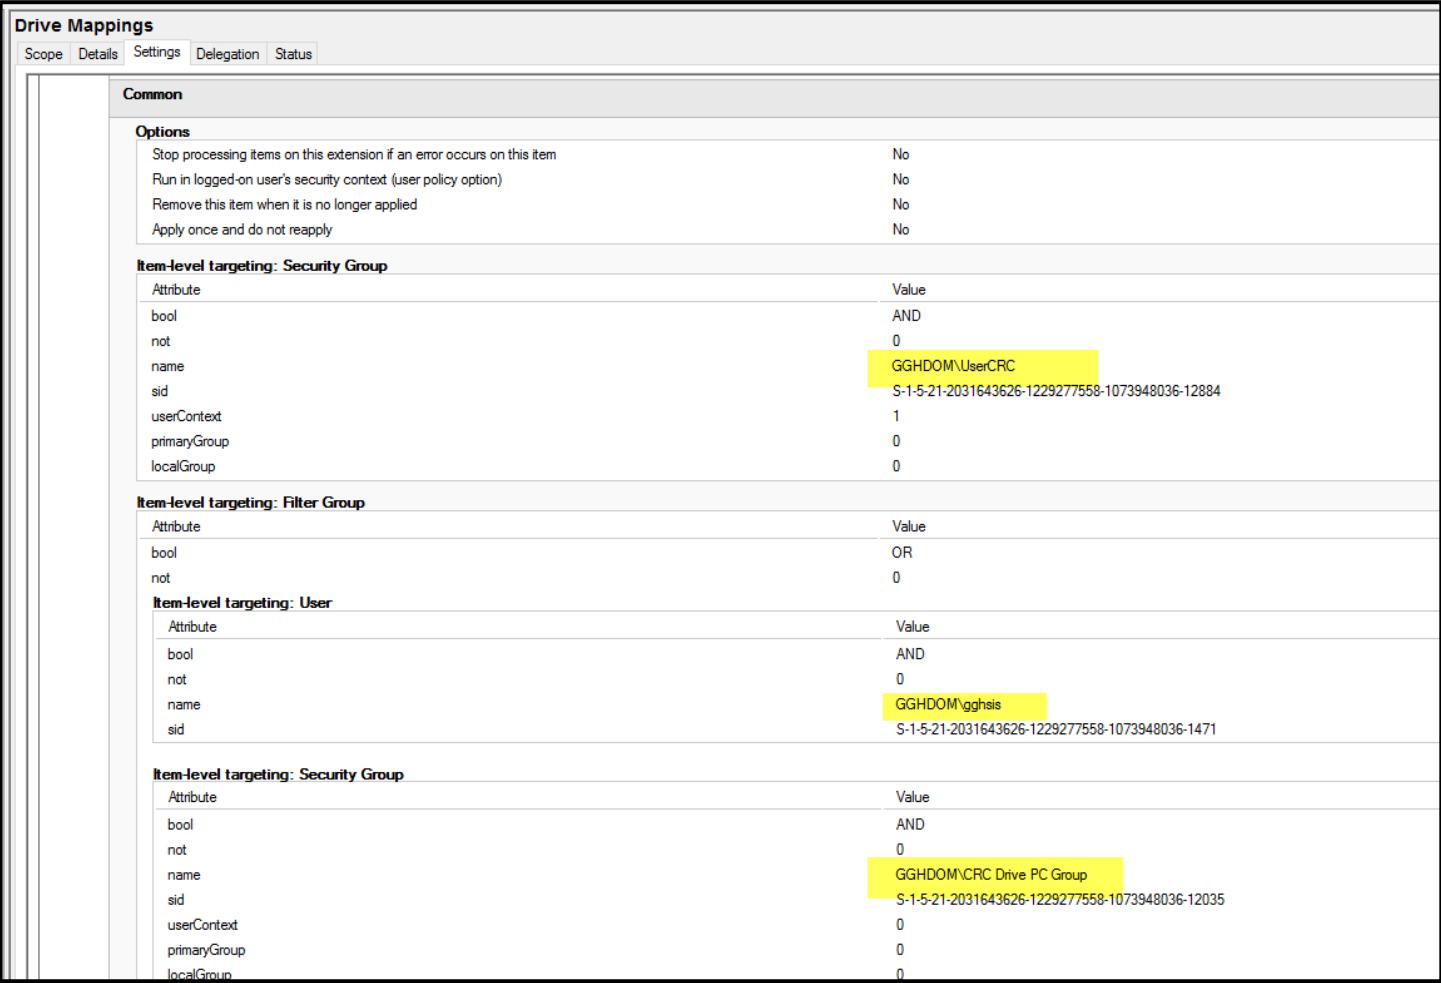 Drive Mappings
Scope Details Settings Delegation Status
Common
Options
Stop processing items on this extension if an error occurs on this item No
Run in logged-on user's security context (user policy option) No
Remove this item when it is no longer applied No
Apply once and do not reapply No
Item-level targeting: Security Group
Attribute Value
bool AND
not 0
name GGHDOM\UserCRC
sid S-1-5-21-2031643626-1229277558-1073948036-12884
userContext 1
primaryGroup 0
localGroup 0
Item-level targeting: Filter Group
Attribute Value
bool OR
not 0
Item-level targeting: User
Attribute Value
bool AND
not 0
name GGHDOM\gghsis
sid S-1-5-21-2031643626-1229277558-1073948036-1471
Item-level targeting: Security Group
Attribute Value
bool AND
not 0
name GGHDOM\CRC Drive PC Group
sid S-1-5-21-2031643626-1229277558-1073948036-12035
userContext 0
primaryGroup 0
localGroup 0